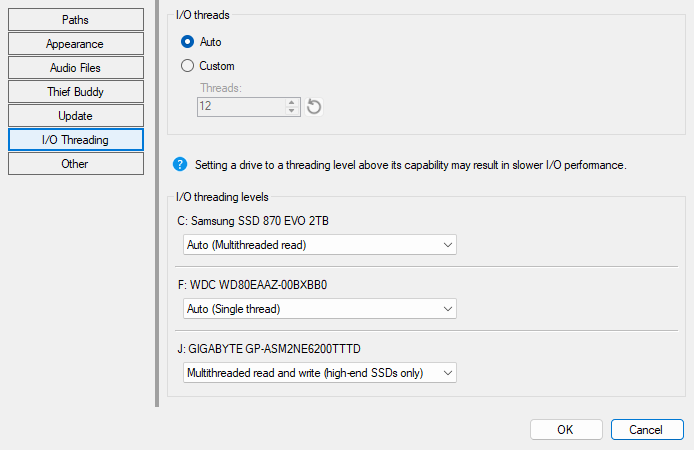 Paths
Appearance
Audio Files
Thief Buddy
Update
I/O Threading
Other
I/O threads
Auto
Custom
Threads:
12
Setting a drive to a threading level above its capability may result in slower I/O performance.
I/O threading levels
C: Samsung SSD 870 EVO 2TB
Auto (Multithreaded read)
F: WDC WD80EAAZ-00BXBB0
Auto (Single thread)
J: GIGABYTE GP-ASM2NE6200TTTD
Multithreaded read and write (high-end SSDs only)
OK
Cancel